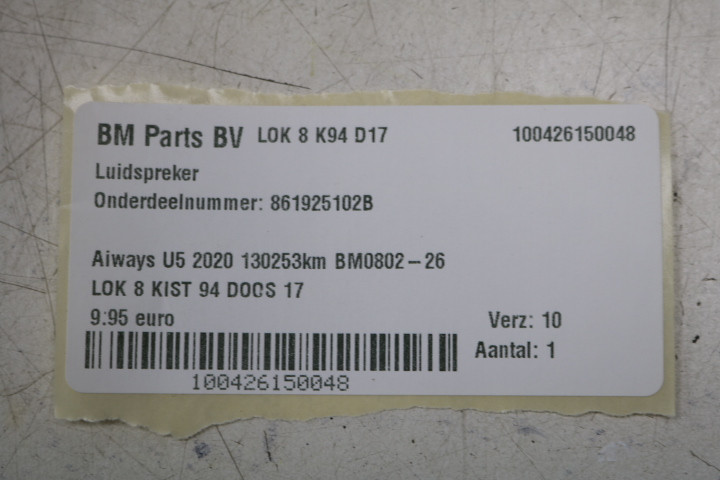 BM Parts BV LOK 8 K94 D17 100426150048
Luidspreker
Onderdeelnummer: 861925102B
Aiways U5 2020 130253km BM0802-26
LOK 8 KIST 94 DOOS 17
9.95 euro Verz: 10
Aantal: 1
100426150048